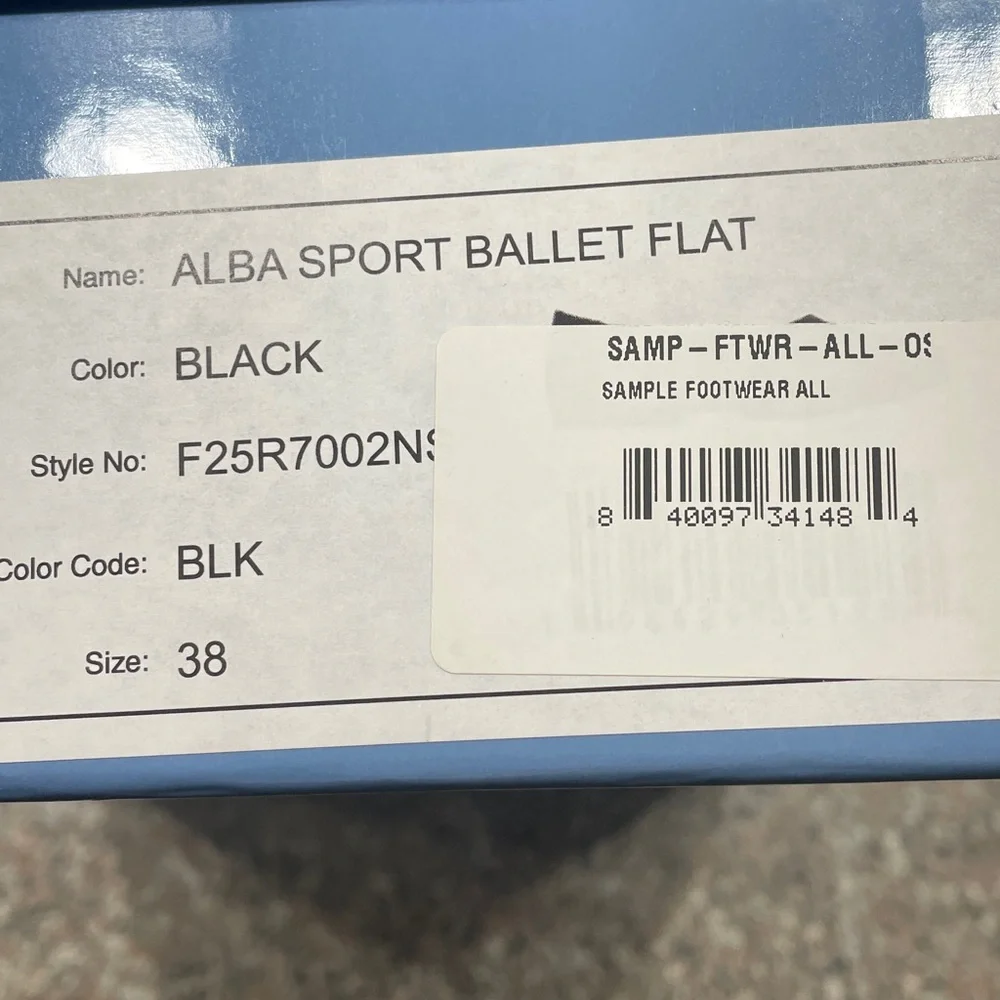 Name: ALBA SPORT BALLET FLAT
Color: BLACK
Style No: F25R7002NS
Color Code: BLK
Size: 38
SAMP-FTWR-ALL-OS
SAMPLE FOOTWEAR ALL
8 40097 34148 4